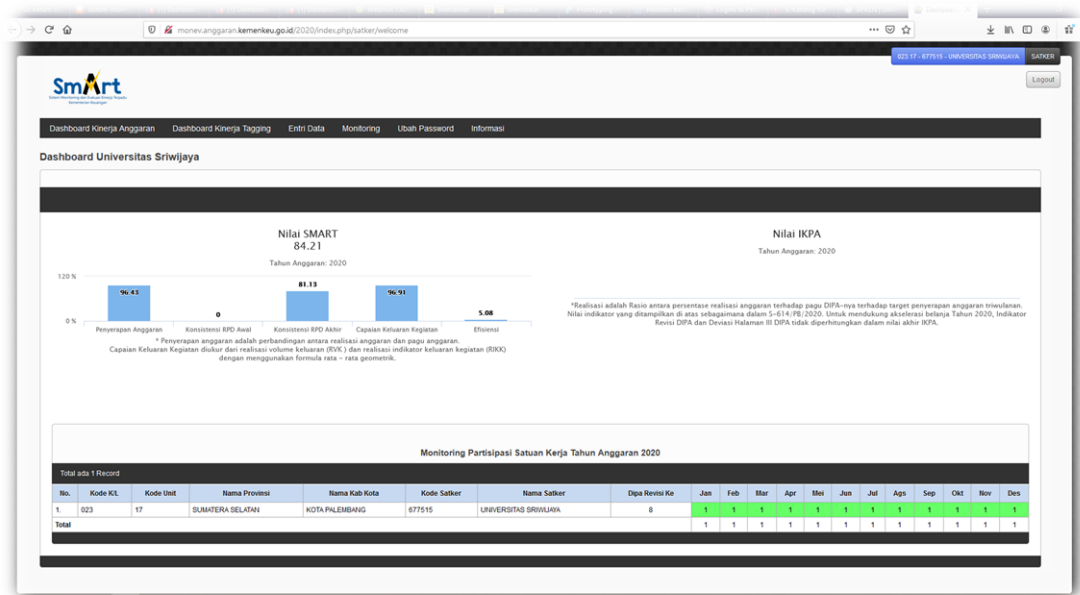 monev.anggaran.kemenkeu.go.id/2020/index.php/satker/welcome
023.17 - 677515 - UNIVERSITAS SRIWIJAYA SATKER
SmArt
Sistem Monitoring dan Evaluasi Kinerja Terpadu
Kementerian Keuangan
Logout
Dashboard Kinerja Anggaran Dashboard Kinerja Tagging Entri Data Monitoring Ubah Password Informasi
Dashboard Universitas Sriwijaya
Nilai SMART
84.21
Tahun Anggaran: 2020
120 %
96.43 0 81.13 96.91 5.08
0 %
Penyerapan Anggaran Konsistensi RPD Awal Konsistensi RPD Akhir Capaian Keluaran Kegiatan Efisiensi
* Penyerapan anggaran adalah perbandingan antara realisasi anggaran dan pagu anggaran.
Capaian Keluaran Kegiatan diukur dari realisasi volume keluaran (RVK ) dan realisasi indikator keluaran kegiatan (RIKK)
dengan menggunakan formula rata - rata geometrik.
Nilai IKPA
Tahun Anggaran: 2020
*Realisasi adalah Rasio antara persentase realisasi anggaran terhadap pagu DIPA-nya terhadap target penyerapan anggaran triwulanan.
Nilai indikator yang ditampilkan di atas sebagaimana dalam S-614/PB/2020. Untuk mendukung akselerasi belanja Tahun 2020, Indikator
Revisi DIPA dan Deviasi Halaman III DIPA tidak diperhitungkan dalam nilai akhir IKPA.
Monitoring Partisipasi Satuan Kerja Tahun Anggaran 2020
Total ada 1 Record
No. Kode K/L Kode Unit Nama Provinsi Nama Kab Kota Kode Satker Nama Satker Dipa Revisi Ke Jan Feb Mar Apr Mei Jun Jul Ags Sep Okt Nov Des
1. 023 17 SUMATERA SELATAN KOTA PALEMBANG 677515 UNIVERSITAS SRIWIJAYA 8 1 1 1 1 1 1 1 1 1 1 1 1
Total 1 1 1 1 1 1 1 1 1 1 1 1